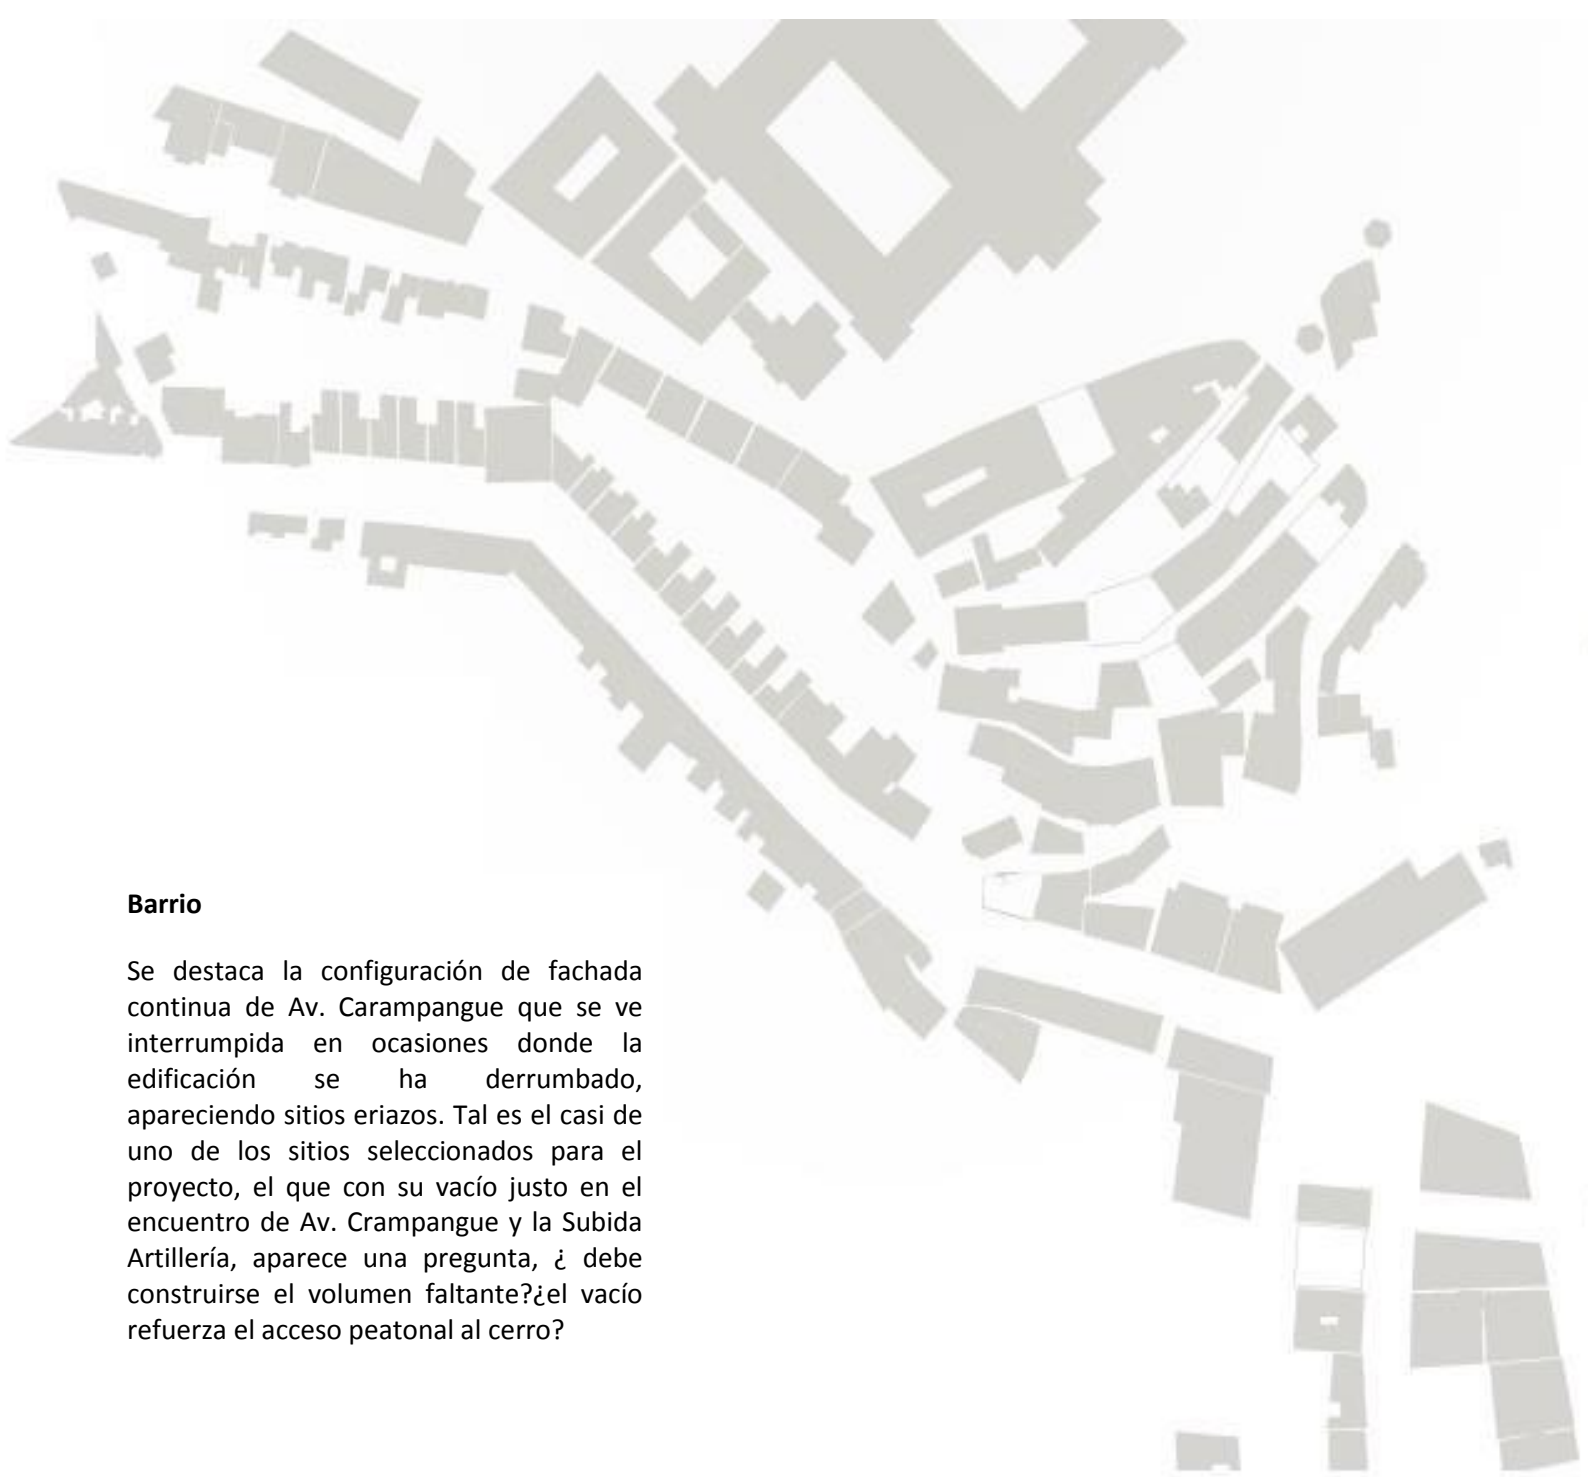 Barrio
Se destaca la configuración de fachada
continua de Av. Carampangue que se ve
interrumpida en ocasiones donde la
edificación se ha derrumbado,
apareciendo sitios eriazos. Tal es el casi de
uno de los sitios seleccionados para el
proyecto, el que con su vacío justo en el
encuentro de Av. Crampangue y la Subida
Artillería, aparece una pregunta, ¿ debe
construirse el volumen faltante?¿el vacío
refuerza el acceso peatonal al cerro?